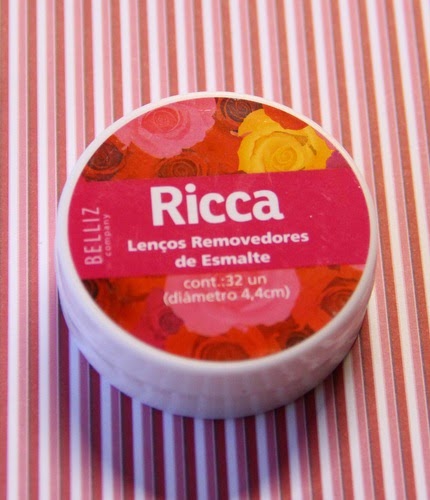 Ricca
BELLIZ
company
Lenços Removedores
de Esmalte
cont.:32 un
(diâmetro 4,4cm)